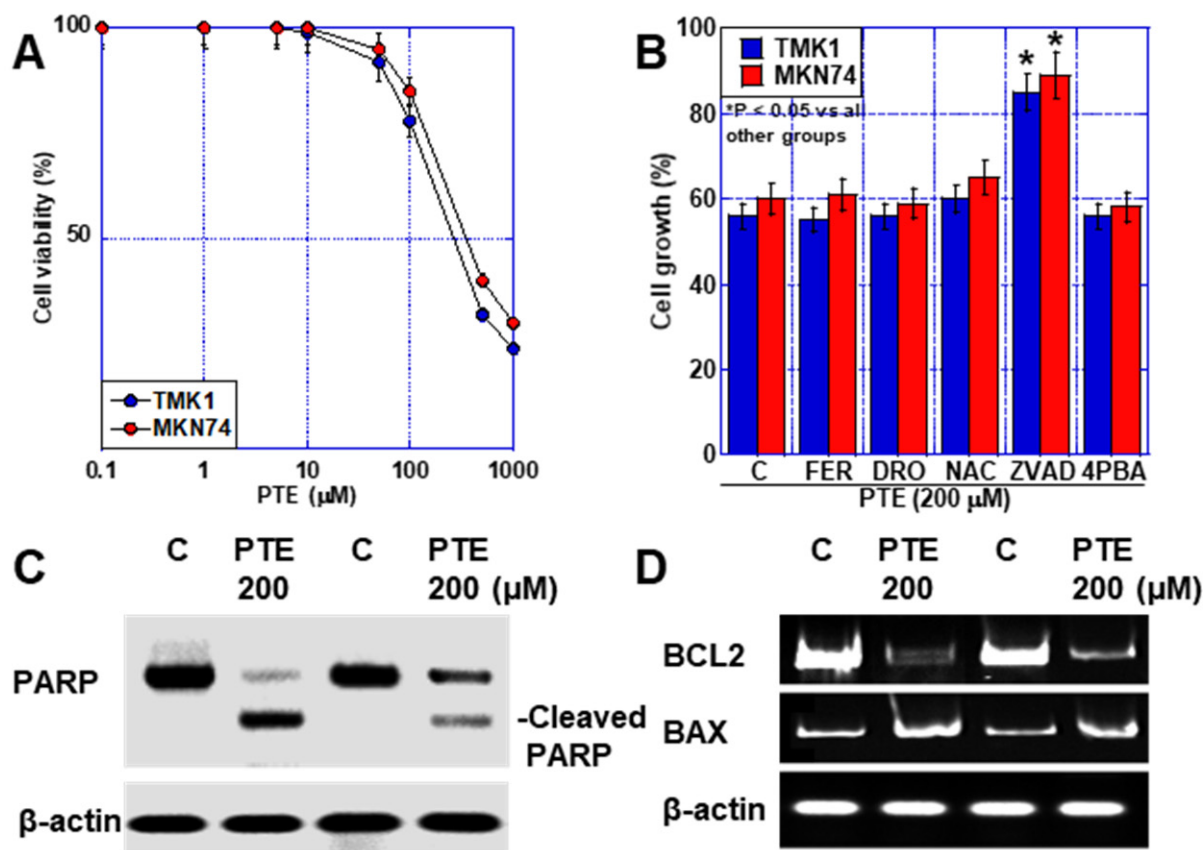 A
100
50
Cell viability (%)
TMK1
MKN74
0.1 1 10 100 1000
PTE (µM)
B
TMK1
MKN74
*P < 0.05 vs al
other groups
* *
100
80
60
40
20
0
Cell growth (%)
C FER DRO NAC ZVAD 4PBA
PTE (200 µM)
C
C PTE C PTE
200 200 (µM)
PARP
-Cleaved
PARP
β-actin
D
C PTE C PTE
200 200 (µM)
BCL2
BAX
β-actin